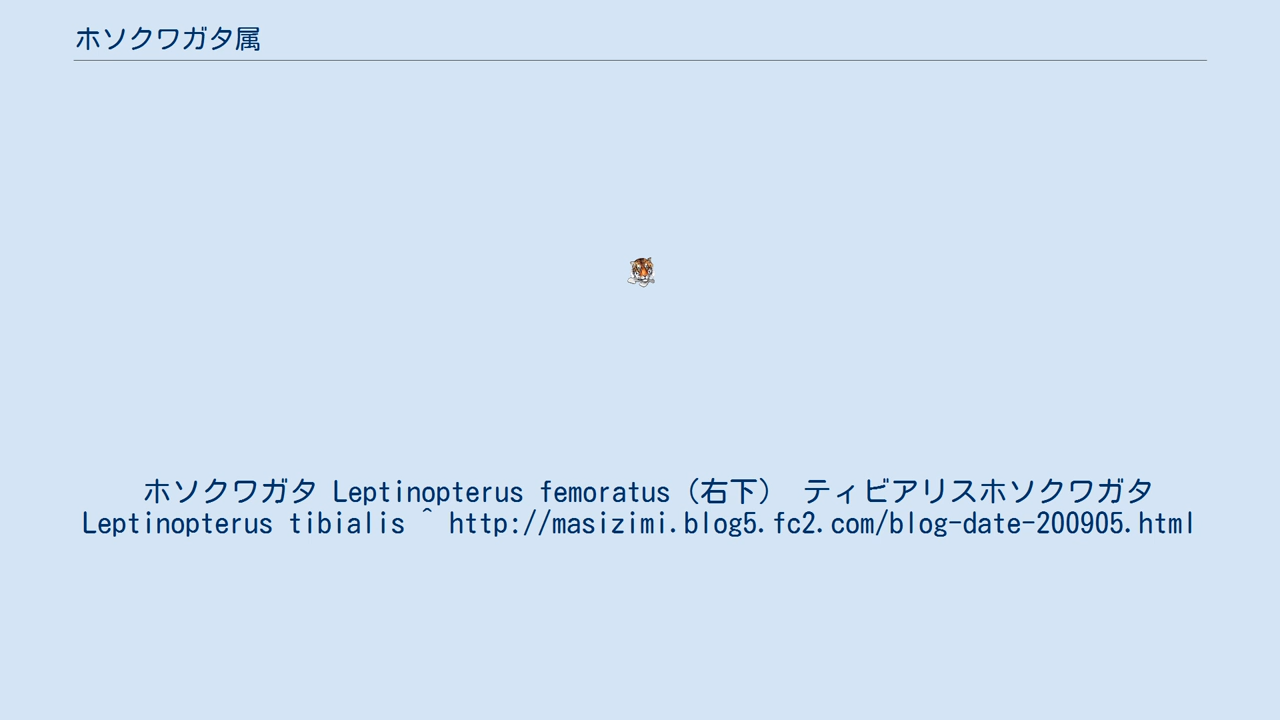 ホソクワガタ属
ホソクワガタ Leptinopterus femoratus（右下） ティビアリスホソクワガタ
Leptinopterus tibialis ^ http://masizimi.blog5.fc2.com/blog-date-200905.html